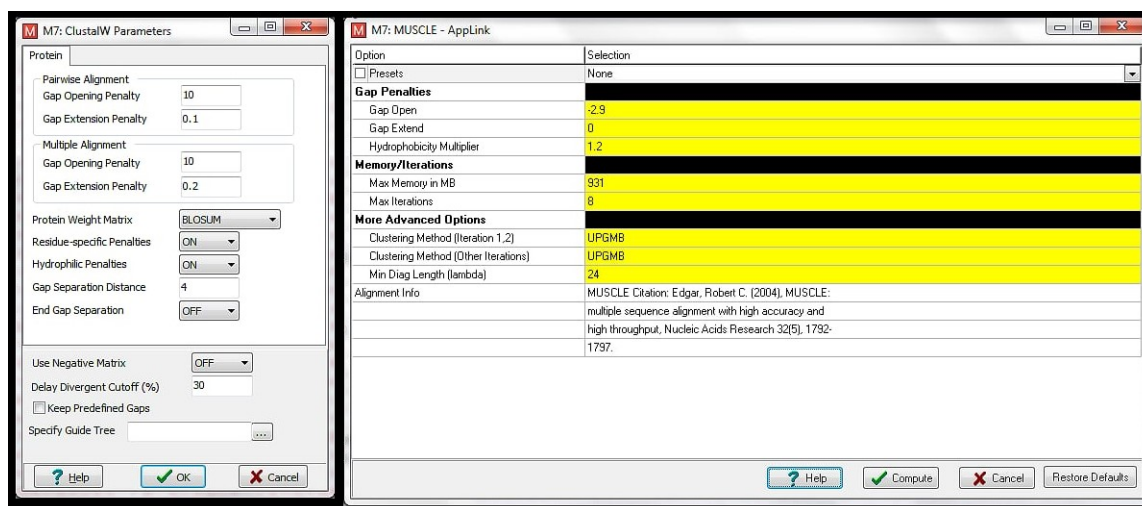 M7: ClustalW Parameters
Protein
Pairwise Alignment
Gap Opening Penalty 10
Gap Extension Penalty 0.1
Multiple Alignment
Gap Opening Penalty 10
Gap Extension Penalty 0.2
Protein Weight Matrix BLOSUM
Residue-specific Penalties ON
Hydrophilic Penalties ON
Gap Separation Distance 4
End Gap Separation OFF
Use Negative Matrix OFF
Delay Divergent Cutoff (%) 30
Keep Predefined Gaps
Specify Guide Tree ...
? Help OK Cancel
M7: MUSCLE - AppLink
Option Selection
Presets None
Gap Penalties
Gap Open -2.9
Gap Extend 0
Hydrophobicity Multiplier 1.2
Memory/Iterations
Max Memory in MB 931
Max Iterations 8
More Advanced Options
Clustering Method (Iteration 1,2) UPGMB
Clustering Method (Other Iterations) UPGMB
Min Diag Length (lambda) 24
Alignment Info MUSCLE Citation: Edgar, Robert C. (2004), MUSCLE:
multiple sequence alignment with high accuracy and
high throughput, Nucleic Acids Research 32(5), 1792-
1797.
? Help Compute Cancel Restore Defaults